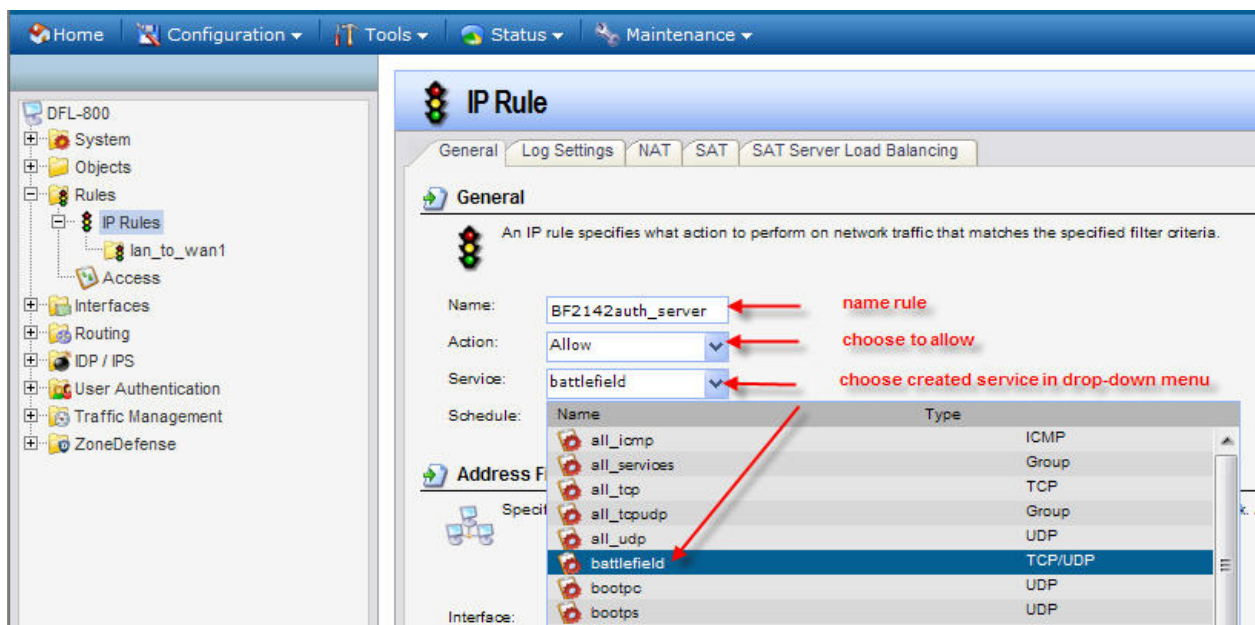 Home Configuration Tools Status Maintenance
DFL-800
System
Objects
Rules
IP Rules
lan_to_wan1
Access
Interfaces
Routing
IDP / IPS
User Authentication
Traffic Management
ZoneDefense
IP Rule
General Log Settings NAT SAT SAT Server Load Balancing
General
An IP rule specifies what action to perform on network traffic that matches the specified filter criteria.
Name: BF2142auth_server name rule
Action: Allow choose to allow
Service: battlefield choose created service in drop-down menu
Schedule: Name Type
all_icmp ICMP
all_services Group
Address F all_tcp TCP
Specif all_tcpudp Group k.
all_udp UDP
battlefield TCP/UDP
bootpc UDP
Interface: bootps UDP